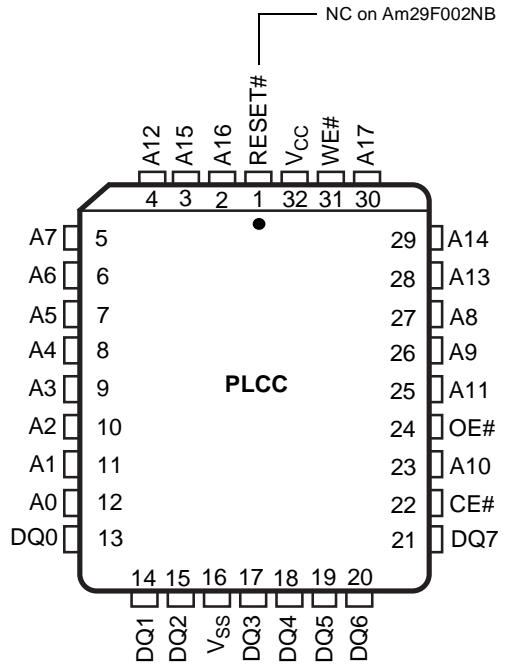 NC on Am29F002NB
A12 A15 A16 RESET# VCC WE# A17
4 3 2 1 32 31 30
A7 5 29 A14
A6 6 28 A13
A5 7 27 A8
A4 8 26 A9
A3 9 PLCC 25 A11
A2 10 24 OE#
A1 11 23 A10
A0 12 22 CE#
DQ0 13 21 DQ7
14 15 16 17 18 19 20
DQ1 DQ2 VSS DQ3 DQ4 DQ5 DQ6